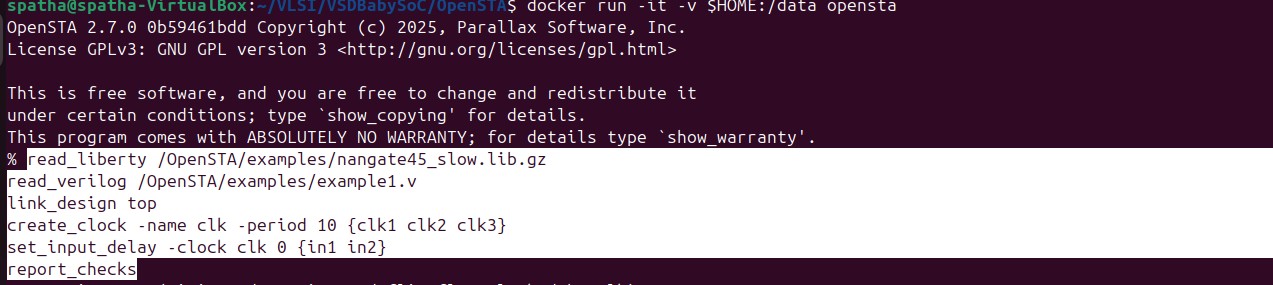 spatha@spatha-VirtualBox:~/VLSI/VSDBabySoC/OpenSTA$ docker run -it -v $HOME:/data opensta
OpenSTA 2.7.0 0b59461bdd Copyright (c) 2025, Parallax Software, Inc.
License GPLv3: GNU GPL version 3 <http://gnu.org/licenses/gpl.html>

This is free software, and you are free to change and redistribute it
under certain conditions; type `show_copying' for details.
This program comes with ABSOLUTELY NO WARRANTY; for details type `show_warranty'.
% read_liberty /OpenSTA/examples/nangate45_slow.lib.gz
read_verilog /OpenSTA/examples/example1.v
link_design top
create_clock -name clk -period 10 {clk1 clk2 clk3}
set_input_delay -clock clk 0 {in1 in2}
report_checks